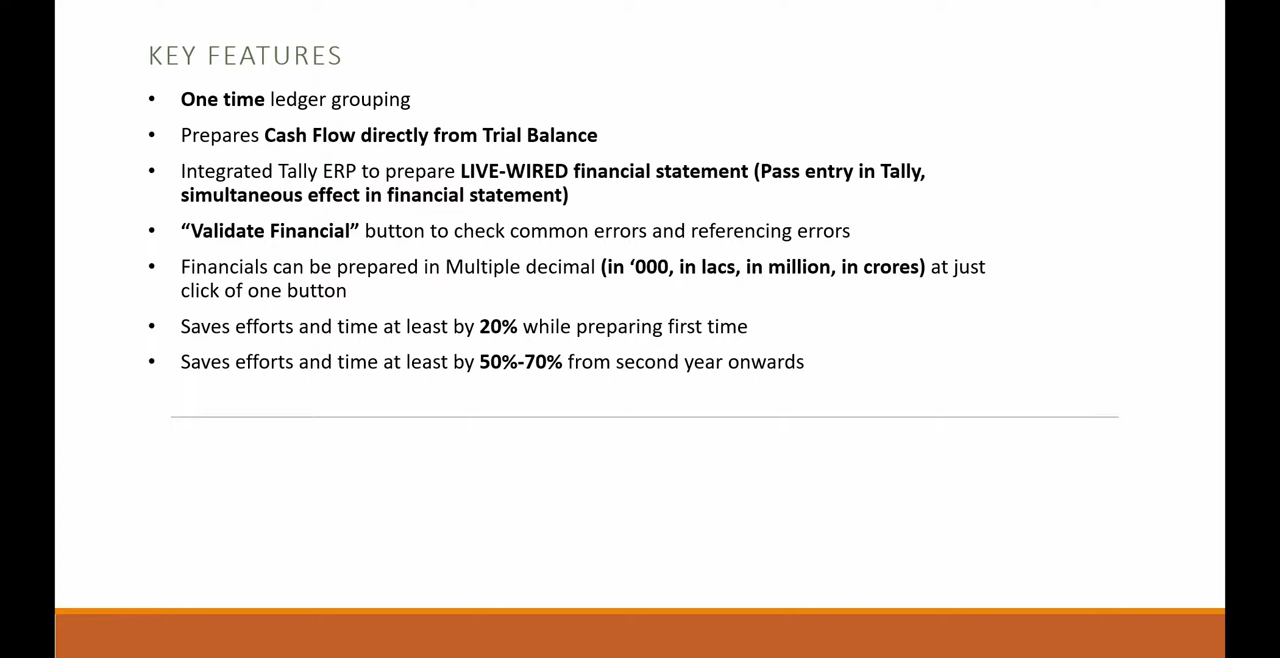 KEY FEATURES
• One time ledger grouping
• Prepares Cash Flow directly from Trial Balance
• Integrated Tally ERP to prepare LIVE-WIRED financial statement (Pass entry in Tally,
simultaneous effect in financial statement)
• “Validate Financial” button to check common errors and referencing errors
• Financials can be prepared in Multiple decimal (in ‘000, in lacs, in million, in crores) at just
click of one button
• Saves efforts and time at least by 20% while preparing first time
• Saves efforts and time at least by 50%-70% from second year onwards